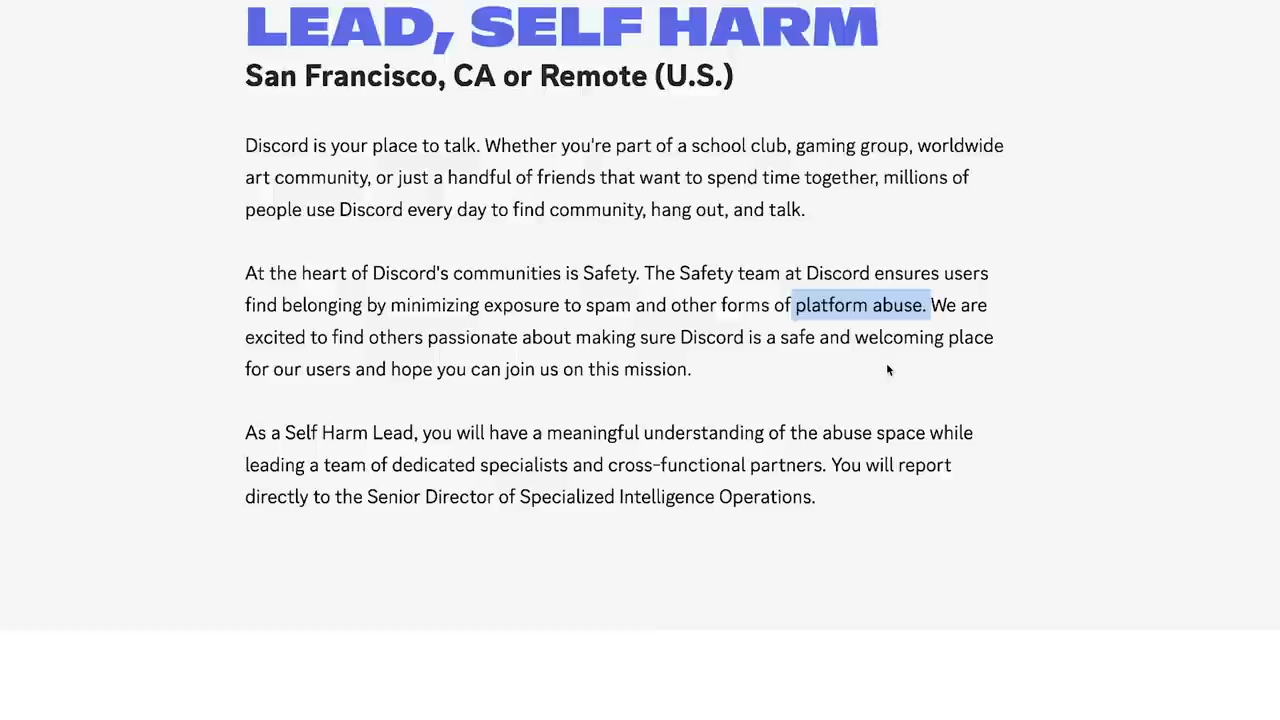 LEAD, SELF HARM
San Francisco, CA or Remote (U.S.)
Discord is your place to talk. Whether you're part of a school club, gaming group, worldwide
art community, or just a handful of friends that want to spend time together, millions of
people use Discord every day to find community, hang out, and talk.
At the heart of Discord's communities is Safety. The Safety team at Discord ensures users
find belonging by minimizing exposure to spam and other forms of platform abuse. We are
excited to find others passionate about making sure Discord is a safe and welcoming place
for our users and hope you can join us on this mission.
As a Self Harm Lead, you will have a meaningful understanding of the abuse space while
leading a team of dedicated specialists and cross-functional partners. You will report
directly to the Senior Director of Specialized Intelligence Operations.